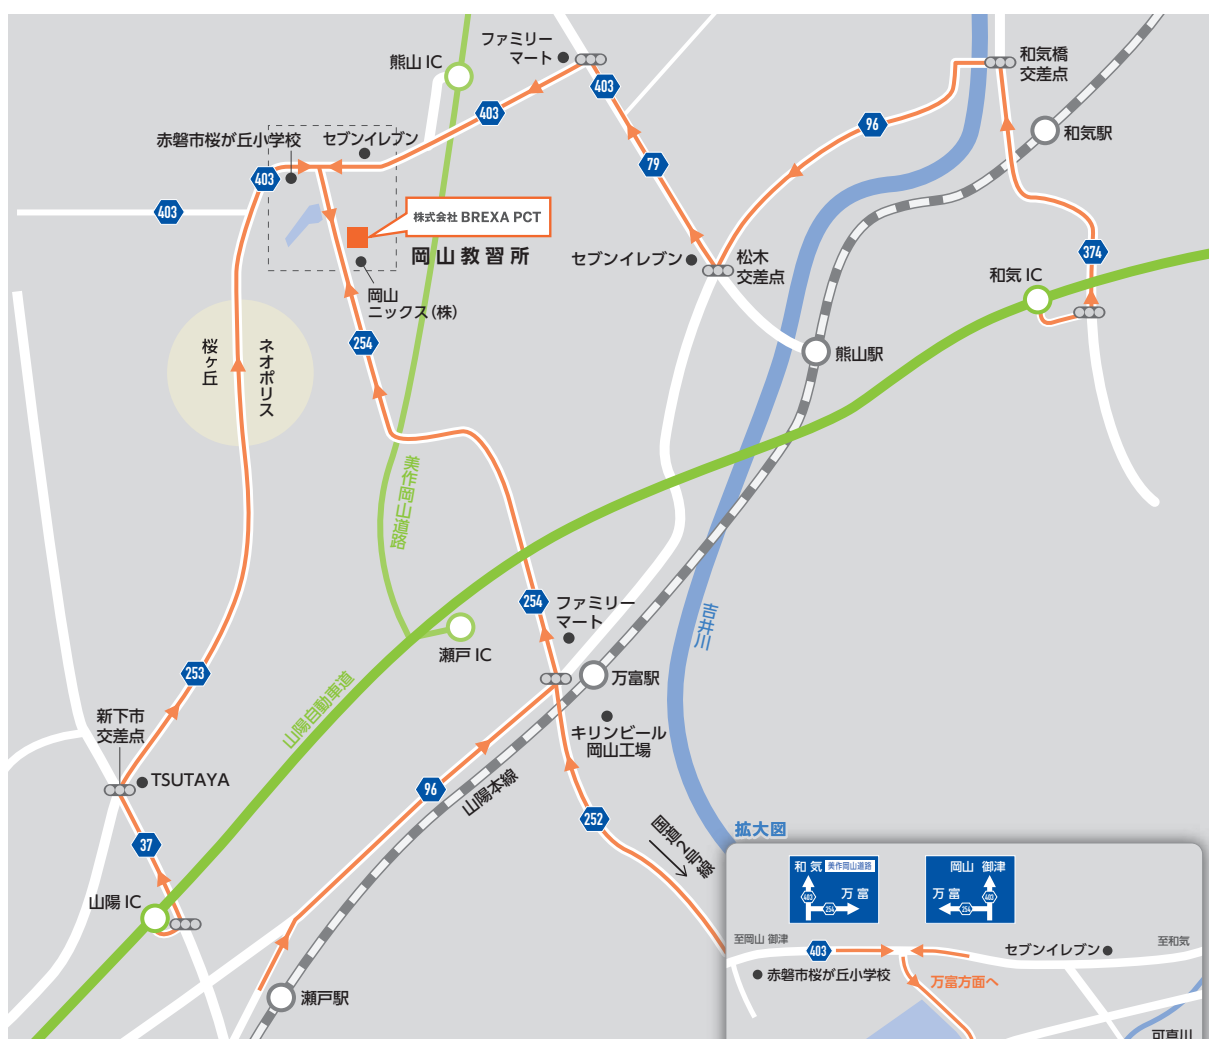 ファミリー
マート
熊山 IC
403
403
和気橋
交差点
96
和気駅
赤磐市桜が丘小学校
セブンイレブン
79
403
403
株式会社 BREXA PCT
岡山教習所
セブンイレブン
松木
交差点
374
和気 IC
岡山
ニックス(株)
254
熊山駅
桜ヶ丘
ネオポリス
美作岡山道路
254
ファミリー
マート
吉井川
瀬戸 IC
万富駅
253
新下市
交差点
山陽自動車道
キリンビール
岡山工場
TSUTAYA
96
山陽本線
252
国道2号線
37
山陽 IC
瀬戸駅
拡大図
和 気
美作岡山道路
403
万 富
254
岡山 御津
万 富
254
403
至岡山 御津
403
セブンイレブン
至和気
赤磐市桜が丘小学校
万富方面へ
可真川